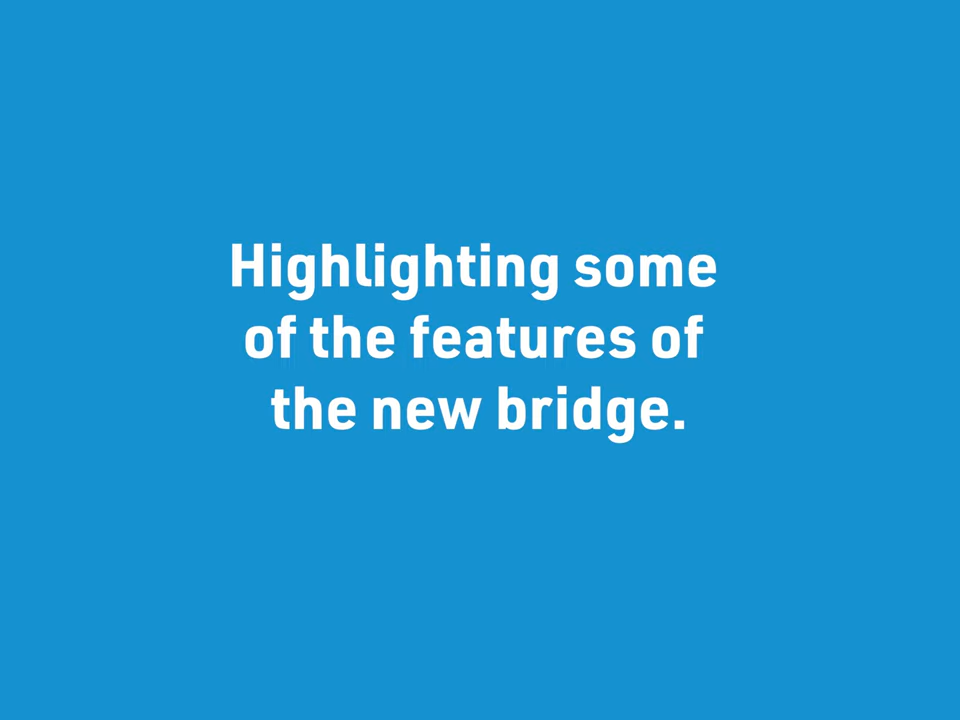 Highlighting some
of the features of
the new bridge.